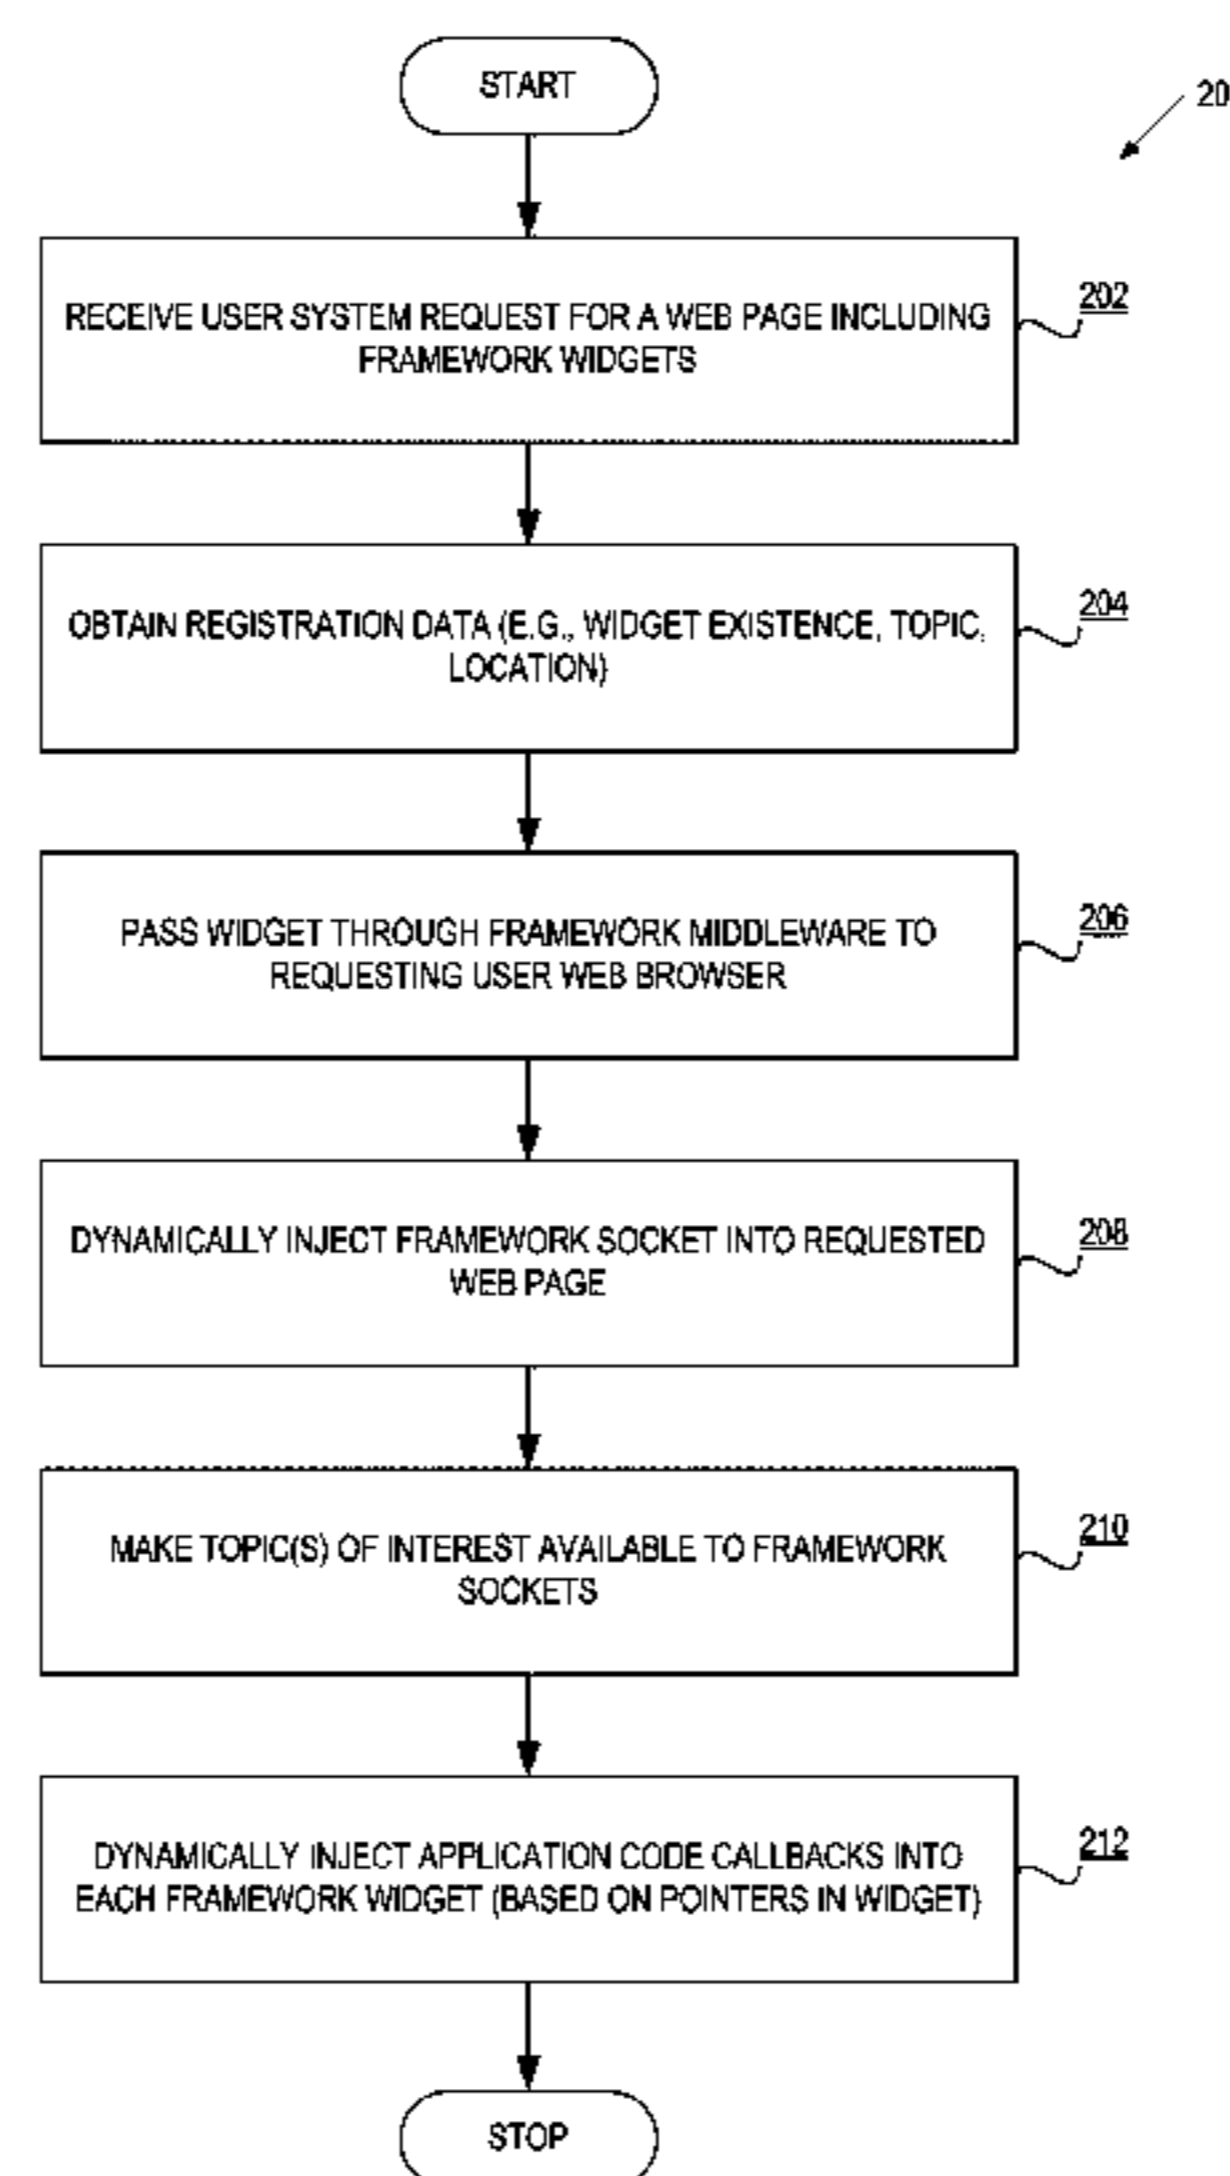 START
20
RECEIVE USER SYSTEM REQUEST FOR A WEB PAGE INCLUDING
FRAMEWORK WIDGETS
202
OBTAIN REGISTRATION DATA (E.G., WIDGET EXISTENCE, TOPIC,
LOCATION)
204
PASS WIDGET THROUGH FRAMEWORK MIDDLEWARE TO
REQUESTING USER WEB BROWSER
206
DYNAMICALLY INJECT FRAMEWORK SOCKET INTO REQUESTED
WEB PAGE
208
MAKE TOPIC(S) OF INTEREST AVAILABLE TO FRAMEWORK
SOCKETS
210
DYNAMICALLY INJECT APPLICATION CODE CALLBACKS INTO
EACH FRAMEWORK WIDGET (BASED ON POINTERS IN WIDGET)
212
STOP